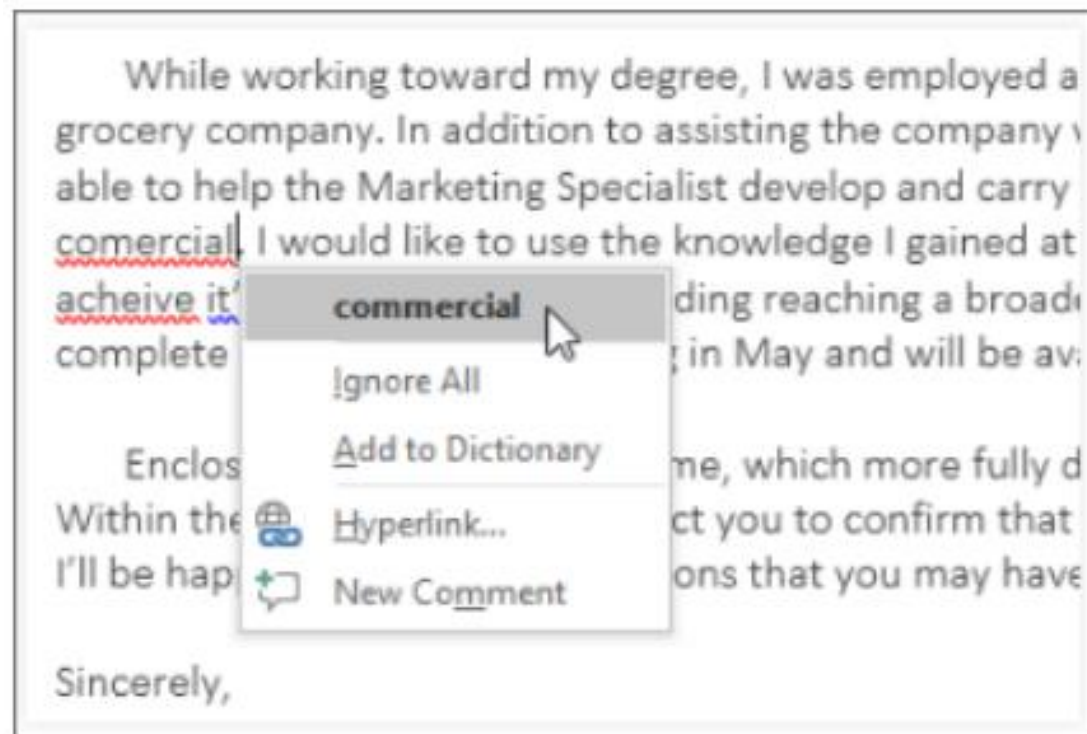 While working toward my degree, I was employed a
grocery company. In addition to assisting the company
able to help the Marketing Specialist develop and carry
comercial. I would like to use the knowledge I gained at
acheive it' ding reaching a broad
complete in May and will be av
commercial
Ignore All
Add to Dictionary
Hyperlink...
New Comment
Enclos me, which more fully d
Within the ct you to confirm that
I'll be hap ons that you may have
Sincerely,